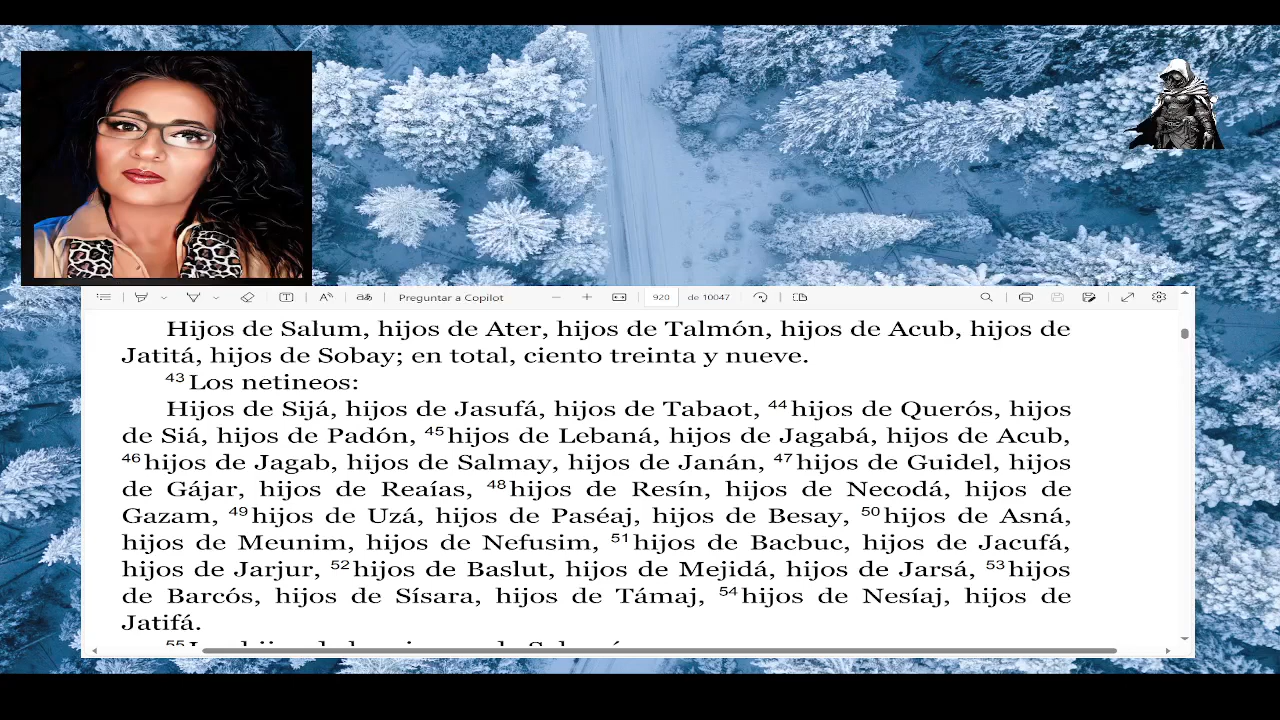 Preguntar a Copilot 920 de 10047
Hijos de Salum, hijos de Ater, hijos de Talmón, hijos de Acub, hijos de
Jatitá, hijos de Sobay; en total, ciento treinta y nueve.
43 Los netineos:
Hijos de Sijá, hijos de Jasufá, hijos de Tabaot, 44 hijos de Querós, hijos
de Siá, hijos de Padón, 45 hijos de Lebaná, hijos de Jagabá, hijos de Acub,
46 hijos de Jagab, hijos de Salmay, hijos de Janán, 47 hijos de Guidel, hijos
de Gájar, hijos de Reaías, 48 hijos de Resín, hijos de Necodá, hijos de
Gazam, 49 hijos de Uzá, hijos de Paséaj, hijos de Besay, 50 hijos de Asná,
hijos de Meunim, hijos de Nefusim, 51 hijos de Bacbuc, hijos de Jacufá,
hijos de Jarjur, 52 hijos de Baslut, hijos de Mejidá, hijos de Jarsá, 53 hijos
de Barcós, hijos de Sísara, hijos de Támaj, 54 hijos de Nesíaj, hijos de
Jatifá.
55